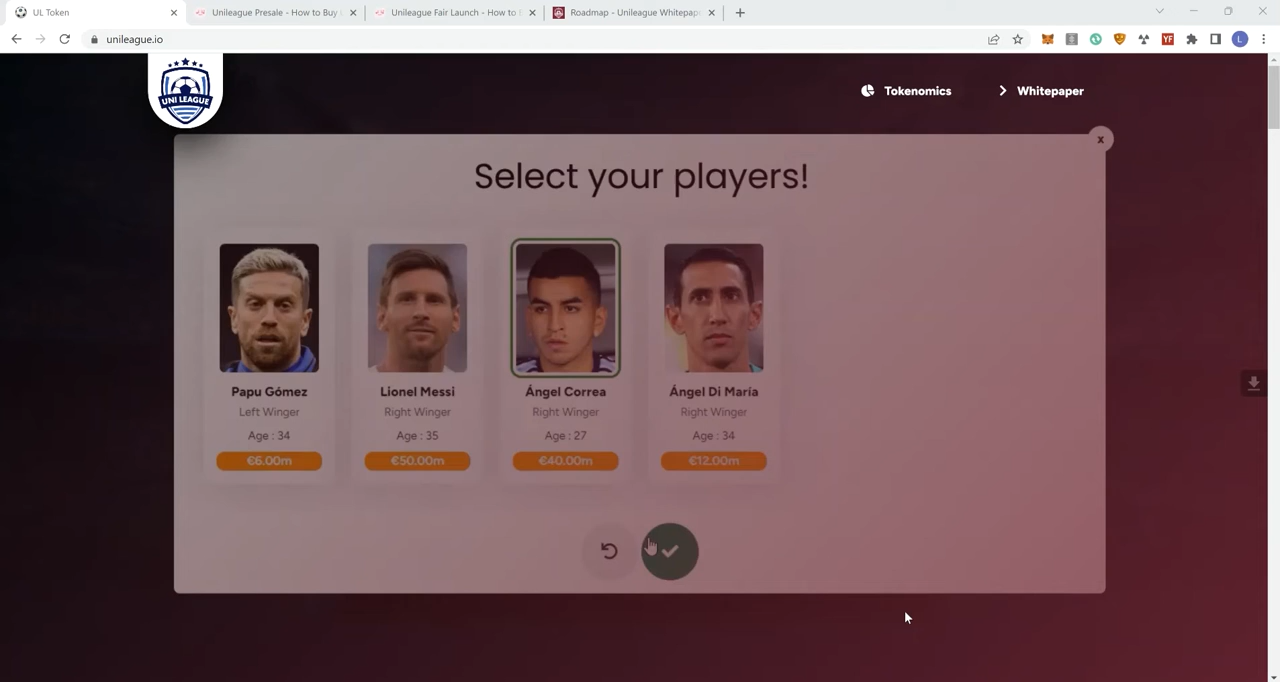 UL Token
Unileague Presale - How to Buy
Unileague Fair Launch - How to
Roadmap - Unileague Whitepap
unileague.io
YF
L
UNI LEAGUE
Tokenomics
Whitepaper
x
Select your players!
Papu Gómez
Lionel Messi
Ángel Correa
Ángel Di María
Left Winger
Right Winger
Right Winger
Right Winger
Age : 34
Age : 35
Age : 27
Age : 34
€6.00m
€50.00m
€40.00m
€12.00m